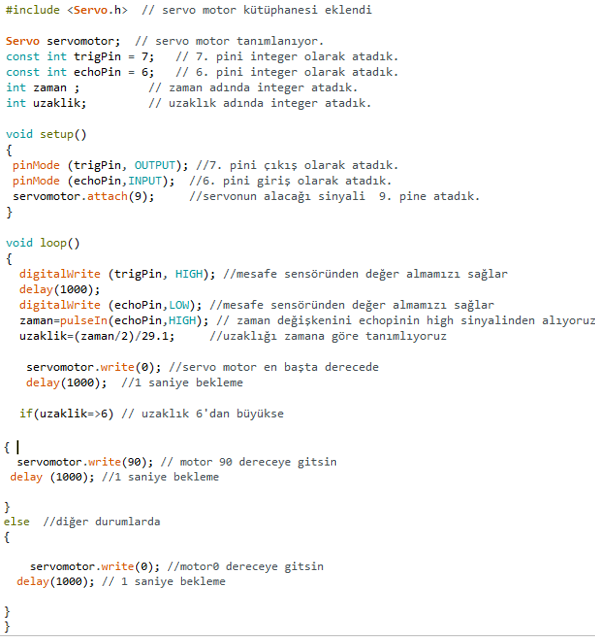 #include <Servo.h>  // servo motor kütüphanesi eklendi
Servo servomotor;  // servo motor tanımlanıyor.
const int trigPin = 7;   // 7. pini integer olarak atadık.
const int echoPin = 6;   // 6. pini integer olarak atadık.
int zaman ;          // zaman adında integer atadık.
int uzaklik;         // uzaklık adında integer atadık.
void setup()
{
pinMode (trigPin, OUTPUT); //7. pini çıkış olarak atadık.
pinMode (echoPin,INPUT);  //6. pini giriş olarak atadık.
servomotor.attach(9);     //servonun alacağı sinyali  9. pine atadık.
}
void loop()
{
digitalWrite (trigPin, HIGH); //mesafe sensöründen değer almamızı sağlar
delay(1000);
digitalWrite (echoPin,LOW); //mesafe sensöründen değer almamızı sağlar
zaman=pulseIn(echoPin,HIGH); // zaman değişkenini echopinin high sinyalinden alıyoruz
uzaklik=(zaman/2)/29.1;     //uzaklığı zamana göre tanımlıyoruz
servomotor.write(0); //servo motor en başta derecede
delay(1000);  //1 saniye bekleme
if(uzaklik=>6) // uzaklık 6'dan büyükse
{
servomotor.write(90); // motor 90 dereceye gitsin
delay (1000); //1 saniye bekleme
}
else  //diğer durumlarda
{
servomotor.write(0); //motor0 dereceye gitsin
delay(1000); // 1 saniye bekleme
}
}